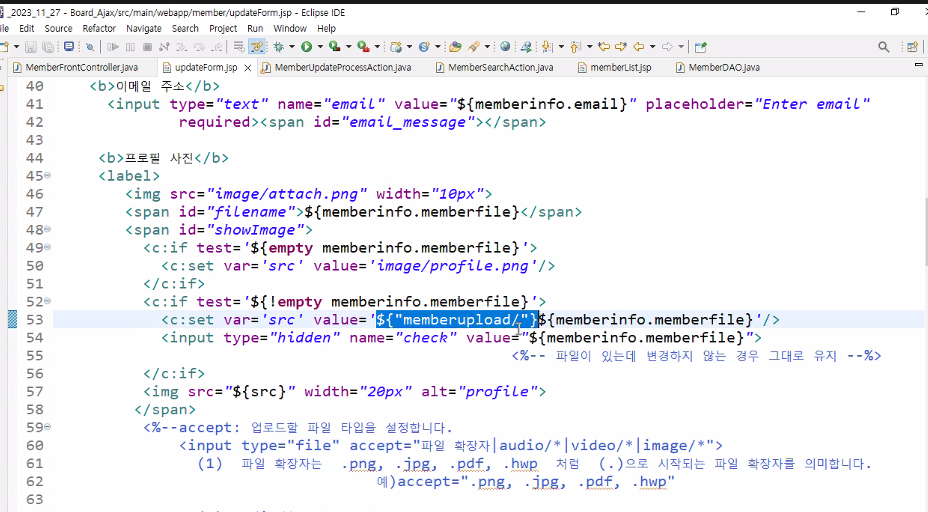 _2023_11_27 - Board_Ajax/src/main/webapp/member/updateForm.jsp - Eclipse IDE
File Edit Source Refactor Navigate Search Project Run Window Help
MemberFrontController.java updateForm.jsp MemberUpdateProcessAction.java MemberSearchAction.java memberList.jsp MemberDAO.java
40 <b>이메일 주소</b>
41 <input type="text" name="email" value="${memberinfo.email}" placeholder="Enter email"
42 required><span id="email_message"></span>
43
44 <b>프로필 사진</b>
45 <label>
46 <img src="image/attach.png" width="10px">
47 <span id="filename">${memberinfo.memberfile}</span>
48 <span id="showImage">
49 <c:if test='${empty memberinfo.memberfile}'>
50 <c:set var='src' value='image/profile.png'/>
51 </c:if>
52 <c:if test='${!empty memberinfo.memberfile}'>
53 <c:set var='src' value='${"memberupload/"}${memberinfo.memberfile}'/>
54 <input type="hidden" name="check" value="${memberinfo.memberfile}">
55 <%-- 파일이 있는데 변경하지 않는 경우 그대로 유지 --%>
56 </c:if>
57 <img src="${src}" width="20px" alt="profile">
58 </span>
59 <%--accept: 업로드할 파일 타입을 설정합니다.
60 <input type="file" accept="파일 확장자|audio/*|video/*|image/*">
61 (1) 파일 확장자는 .png, .jpg, .pdf, .hwp 처럼 (.)으로 시작되는 파일 확장자를 의미합니다.
62 예)accept=".png, .jpg, .pdf, .hwp"
63